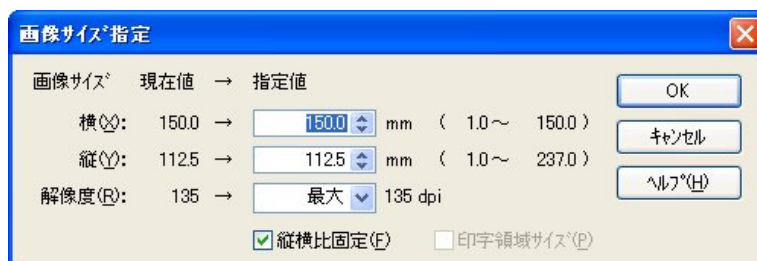 画像サイズ指定
画像サイズ 現在値 → 指定値
横(X): 150.0 → 150.0 mm ( 1.0～ 150.0 )
縦(Y): 112.5 → 112.5 mm ( 1.0～ 237.0 )
解像度(R): 135 → 最大 135 dpi
縦横比固定(F) 印字領域サイズ(P)
OK
キャンセル
ヘルプ(H)